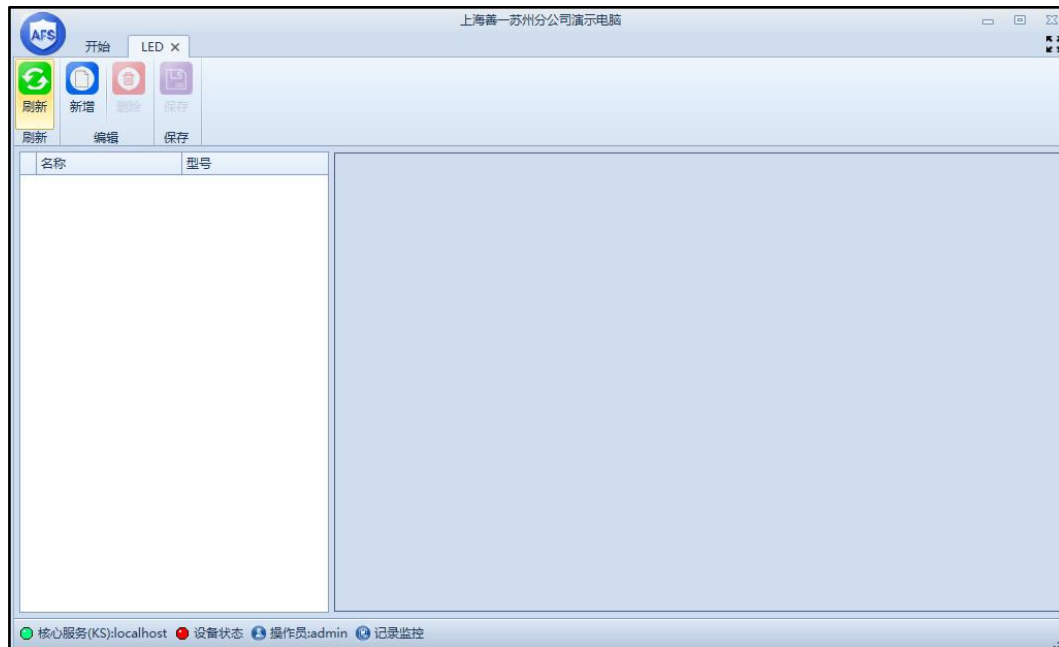 上海善一苏州分公司演示电脑
AFS
开始 LED
刷新 新增 删除 保存
刷新 编辑 保存
名称 型号
核心服务(KS):localhost 设备状态 操作员:admin 记录监控